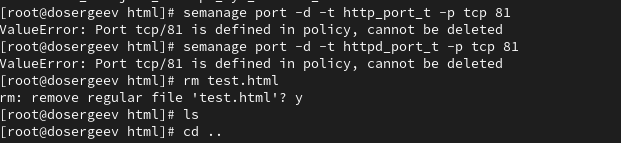 [root@dosergeev html]# semanage port -d -t http_port_t -p tcp 81
ValueError: Port tcp/81 is defined in policy, cannot be deleted
[root@dosergeev html]# semanage port -d -t httpd_port_t -p tcp 81
ValueError: Port tcp/81 is defined in policy, cannot be deleted
[root@dosergeev html]# rm test.html
rm: remove regular file 'test.html'? y
[root@dosergeev html]# ls
[root@dosergeev html]# cd ..